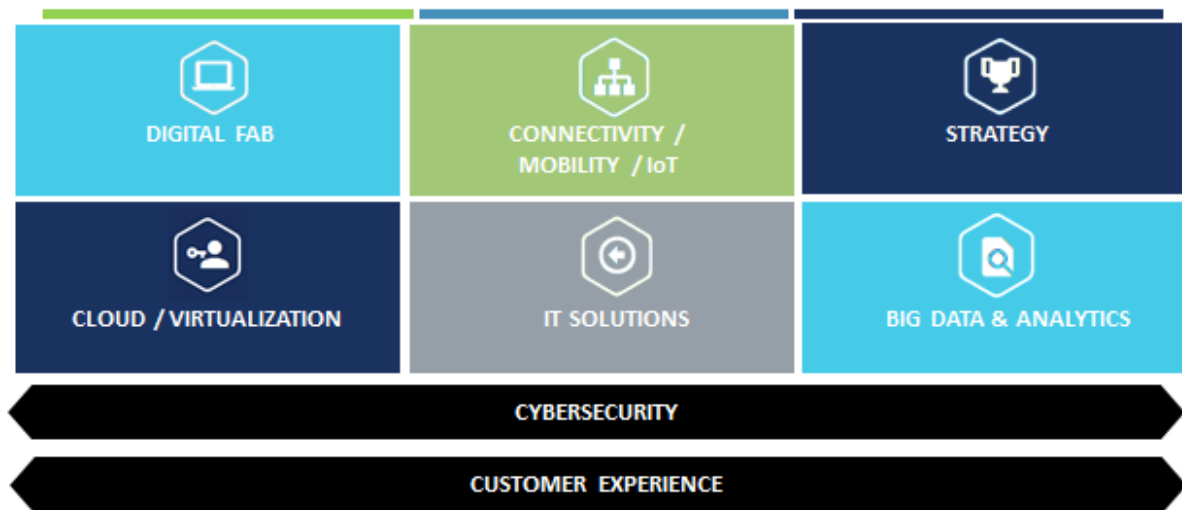 DIGITAL FAB
CONNECTIVITY /
MOBILITY / IoT
STRATEGY
CLOUD / VIRTUALIZATION
IT SOLUTIONS
BIG DATA & ANALYTICS
CYBERSECURITY
CUSTOMER EXPERIENCE